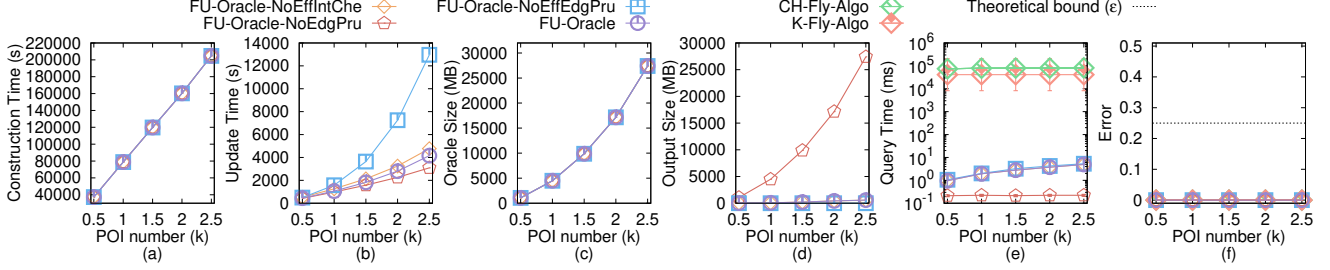 FU-Oracle-NoEffIntChe FU-Oracle-NoEffEdgPru CH-Fly-Algo Theoretical bound (ε)
FU-Oracle-NoEdgPru FU-Oracle K-Fly-Algo
Construction Time (s)
220000
200000
180000
160000
140000
120000
100000
80000
60000
40000
0.5 1 1.5 2 2.5
POI number (k)
(a)
Update Time (s)
14000
12000
10000
8000
6000
4000
2000
0
0.5 1 1.5 2 2.5
POI number (k)
(b)
Oracle Size (MB)
30000
25000
20000
15000
10000
5000
0
0.5 1 1.5 2 2.5
POI number (k)
(c)
Output Size (MB)
30000
25000
20000
15000
10000
5000
0
0.5 1 1.5 2 2.5
POI number (k)
(d)
Query Time (ms)
10^6
10^5
10^4
10^3
10^2
10^1
10^0
10^-1
0.5 1 1.5 2 2.5
POI number (k)
(e)
Error
0.5
0.4
0.3
0.2
0.1
0
0.5 1 1.5 2 2.5
POI number (k)
(f)